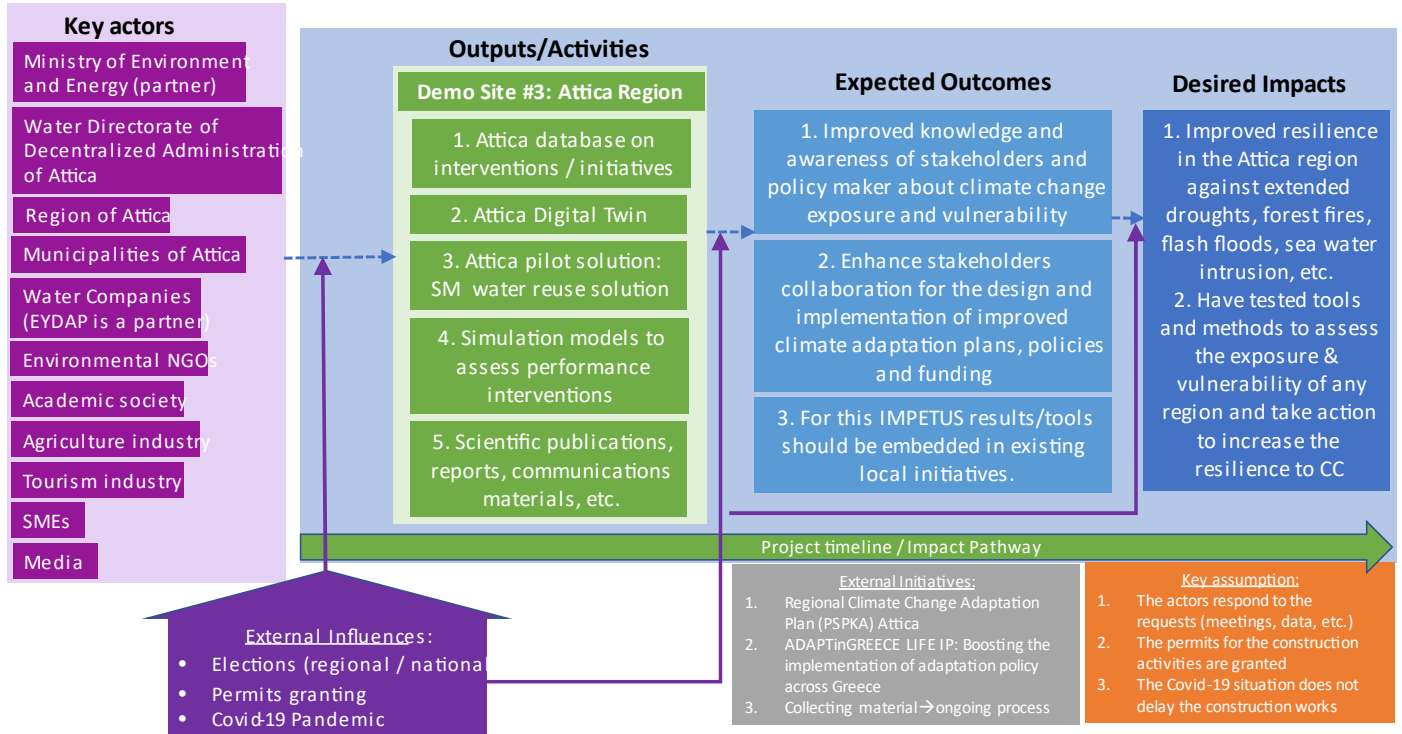 Key actors
Ministry of Environment
and Energy (partner)
Water Directorate of
Decentralized Administration
of Attica
Region of Attica
Municipalities of Attica
Water Companies
(EYDAP is a partner)
Environmental NGOs
Academic society
Agriculture industry
Tourism industry
SMEs
Media
Outputs/Activities
Demo Site #3: Attica Region
1. Attica database on
interventions / initiatives
2. Attica Digital Twin
3. Attica pilot solution:
SM water reuse solution
4. Simulation models to
assess performance
interventions
5. Scientific publications,
reports, communications
materials, etc.
Expected Outcomes
1. Improved knowledge and
awareness of stakeholders and
policy maker about climate change
exposure and vulnerability
2. Enhance stakeholders
collaboration for the design and
implementation of improved
climate adaptation plans, policies
and funding
3. For this IMPETUS results/tools
should be embedded in existing
local initiatives.
Desired Impacts
1. Improved resilience
in the Attica region
against extended
droughts, forest fires,
flash floods, sea water
intrusion, etc.
2. Have tested tools
and methods to assess
the exposure &
vulnerability of any
region and take action
to increase the
resilience to CC
Project timeline / Impact Pathway
External Influences:
• Elections (regional / national
• Permits granting
• Covid-19 Pandemic
External Initiatives:
1. Regional Climate Change Adaptation
Plan (PSPKA) Attica
2. ADAPTinGREECE LIFE IP: Boosting the
implementation of adaptation policy
across Greece
3. Collecting material→ongoing process
Key assumption:
1. The actors respond to the
requests (meetings, data, etc.)
2. The permits for the construction
activities are granted
3. The Covid-19 situation does not
delay the construction works